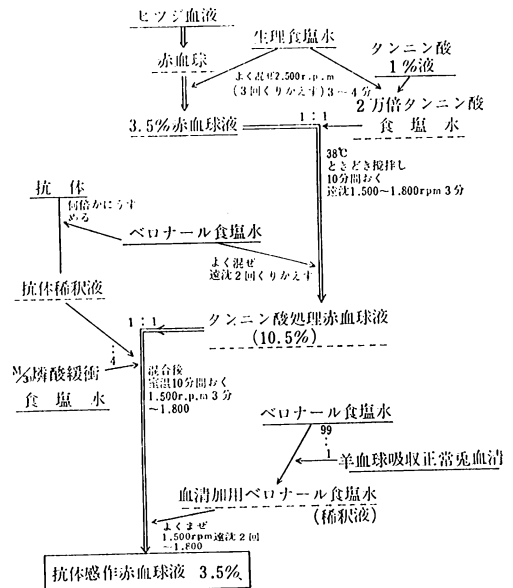 ヒツジ血液
生理食塩水
タンニン酸
1%液
赤血球
よく混ぜ2.500r.p.m
(3回くりかえす)3~4分
2万倍タンニン酸
食塩水
3.5%赤血球液
1:1
38℃
ときどき攪拌し
10分間おく
遠沈1.500~1.800rpm3分
抗体
何倍かにうす
める
ベロナール食塩水
よく混ぜ
遠沈2回くりかえす
抗体稀釈液
1:1
タンニン酸処理赤血球液
(10.5%)
:4
M/3燐酸緩衝
食塩水
混合後
室温10分間おく
1.500r.p.m3分
~1.800
ベロナール食塩水
99
:
1
羊血球吸収正常兎血清
血清加用ベロナール食塩水
(稀釈液)
よくまぜ
1.500rpm遠沈2回
~1.800
抗体感作赤血球液 3.5%